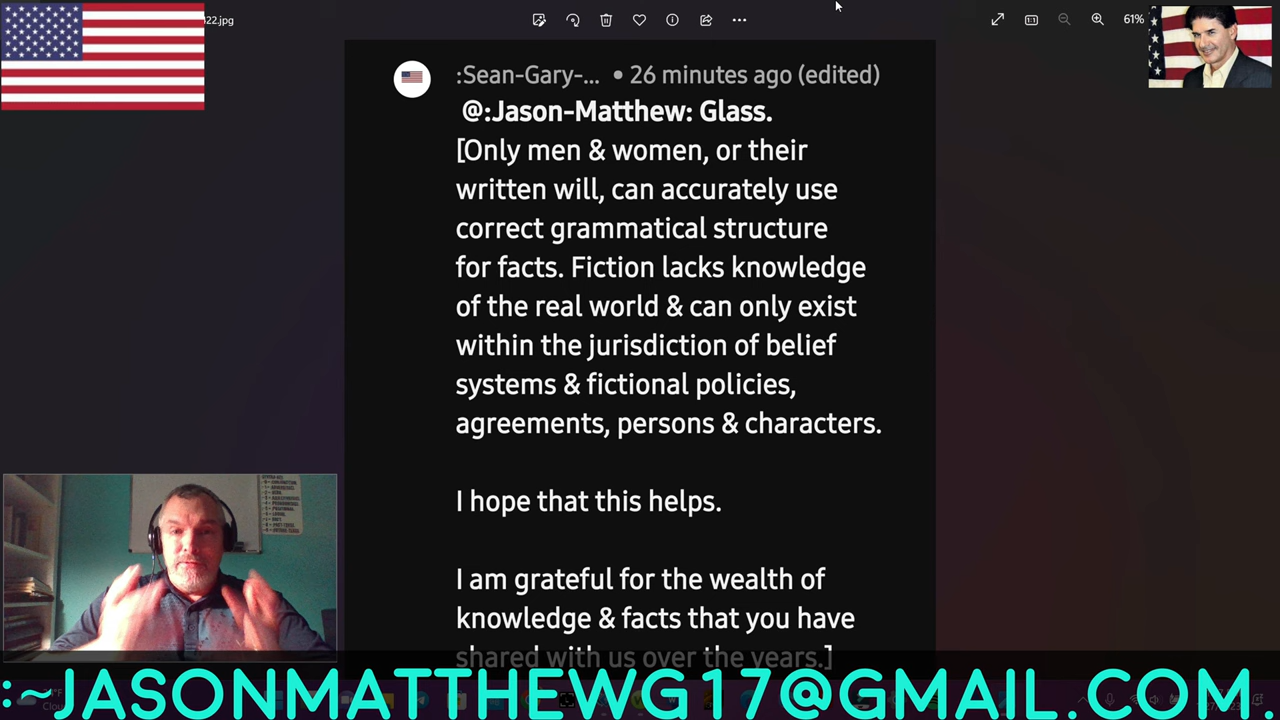 22.jpg
61%
:Sean-Gary-... • 26 minutes ago (edited)
@:Jason-Matthew: Glass.
[Only men & women, or their
written will, can accurately use
correct grammatical structure
for facts. Fiction lacks knowledge
of the real world & can only exist
within the jurisdiction of belief
systems & fictional policies,
agreements, persons & characters.
I hope that this helps.
I am grateful for the wealth of
knowledge & facts that you have
shared with us over the years.]
:~JASONMATTHEWG17@GMAIL.COM.